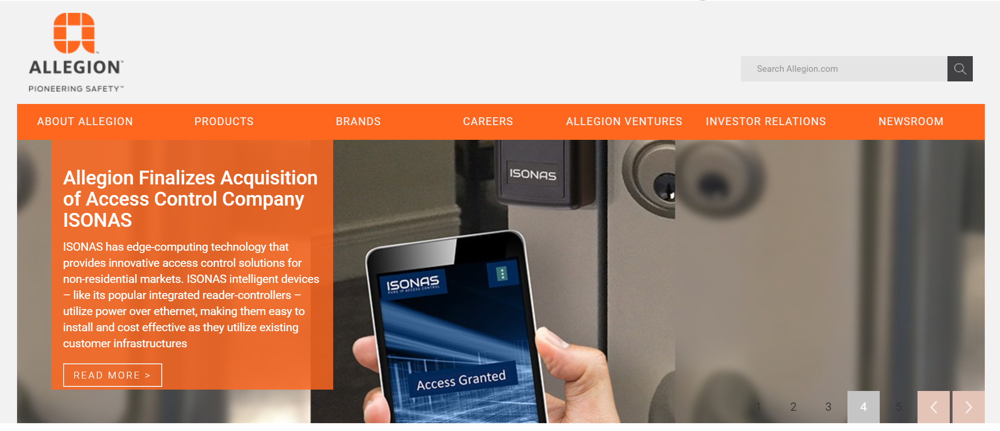 ALLEGION™
PIONEERING SAFETY™
Search Allegion.com
ABOUT ALLEGION
PRODUCTS
BRANDS
CAREERS
ALLEGION VENTURES
INVESTOR RELATIONS
NEWSROOM
Allegion Finalizes Acquisition
of Access Control Company
ISONAS
ISONAS has edge-computing technology that
provides innovative access control solutions for
non-residential markets. ISONAS intelligent devices
– like its popular integrated reader-controllers –
utilize power over ethernet, making them easy to
install and cost effective as they utilize existing
customer infrastructures
READ MORE >
ISONAS
ISONAS
PURE IP ACCESS CONTROL
Access Granted
1 2 3 4 5